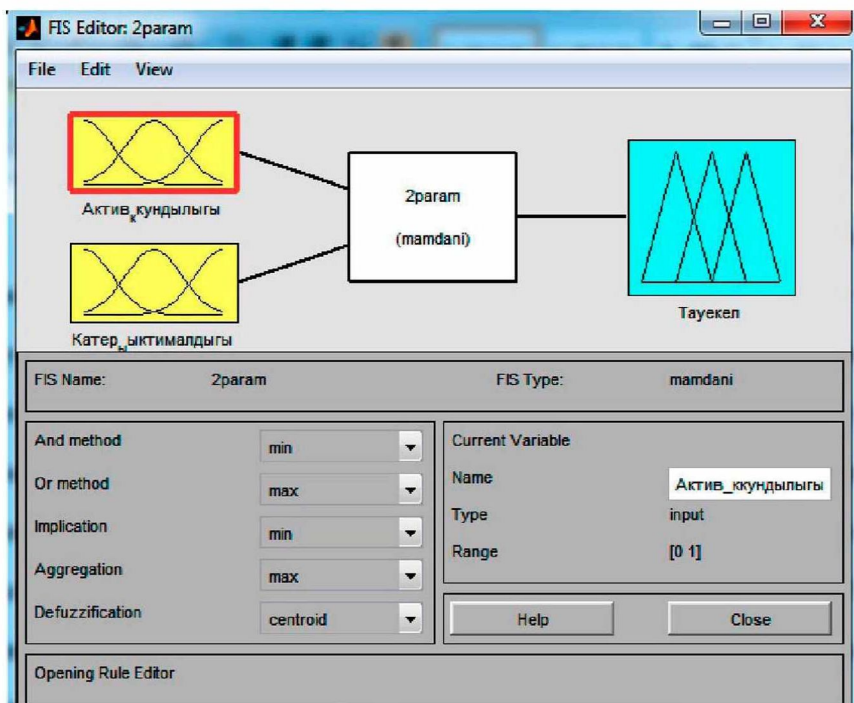 FIS Editor: 2param
File Edit View
Актив_ккундылыгы
Катер_ыыктималдыгы
2param
(mamdani)
Тауекел
FIS Name: 2param FIS Type: mamdani
And method min
Or method max
Implication min
Aggregation max
Defuzzification centroid
Current Variable
Name Актив_ккундылыгы
Type input
Range [0 1]
Help Close
Opening Rule Editor